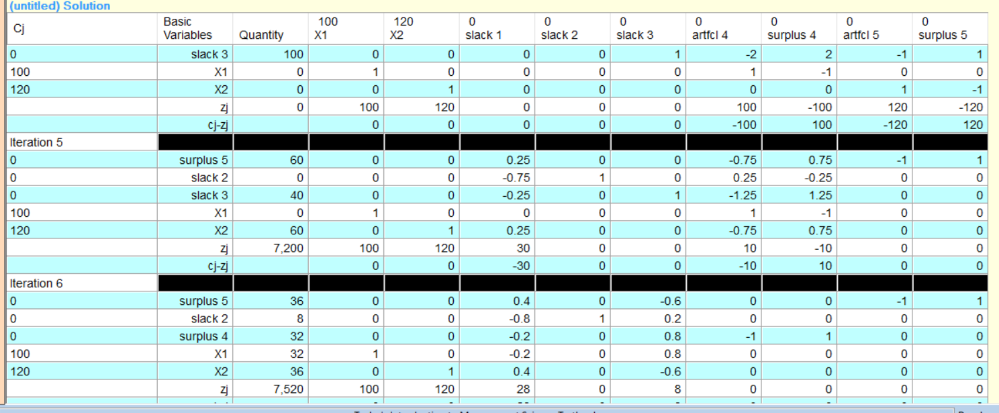 (untitled) Solution
Cj Basic Variables Quantity 100 X1 120 X2 0 slack 1 0 slack 2 0 slack 3 0 artfcl 4 0 surplus 4 0 artfcl 5 0 surplus 5
0 slack 3 100 0 0 0 0 1 -2 2 -1 1
100 X1 0 1 0 0 0 0 1 -1 0 0
120 X2 0 0 1 0 0 0 0 0 1 -1
zj 0 100 120 0 0 0 100 -100 120 -120
cj-zj 0 0 0 0 0 -100 100 -120 120
Iteration 5
0 surplus 5 60 0 0 0.25 0 0 -0.75 0.75 -1 1
0 slack 2 0 0 0 -0.75 1 0 0.25 -0.25 0 0
0 slack 3 40 0 0 -0.25 0 1 -1.25 1.25 0 0
100 X1 0 1 0 0 0 0 1 -1 0 0
120 X2 60 0 1 0.25 0 0 -0.75 0.75 0 0
zj 7,200 100 120 30 0 0 10 -10 0 0
cj-zj 0 0 -30 0 0 -10 10 0 0
Iteration 6
0 surplus 5 36 0 0 0.4 0 -0.6 0 0 -1 1
0 slack 2 8 0 0 -0.8 1 0.2 0 0 0 0
0 surplus 4 32 0 0 -0.2 0 0.8 -1 1 0 0
100 X1 32 1 0 -0.2 0 0.8 0 0 0 0
120 X2 36 0 1 0.4 0 -0.6 0 0 0 0
zj 7,520 100 120 28 0 8 0 0 0 0